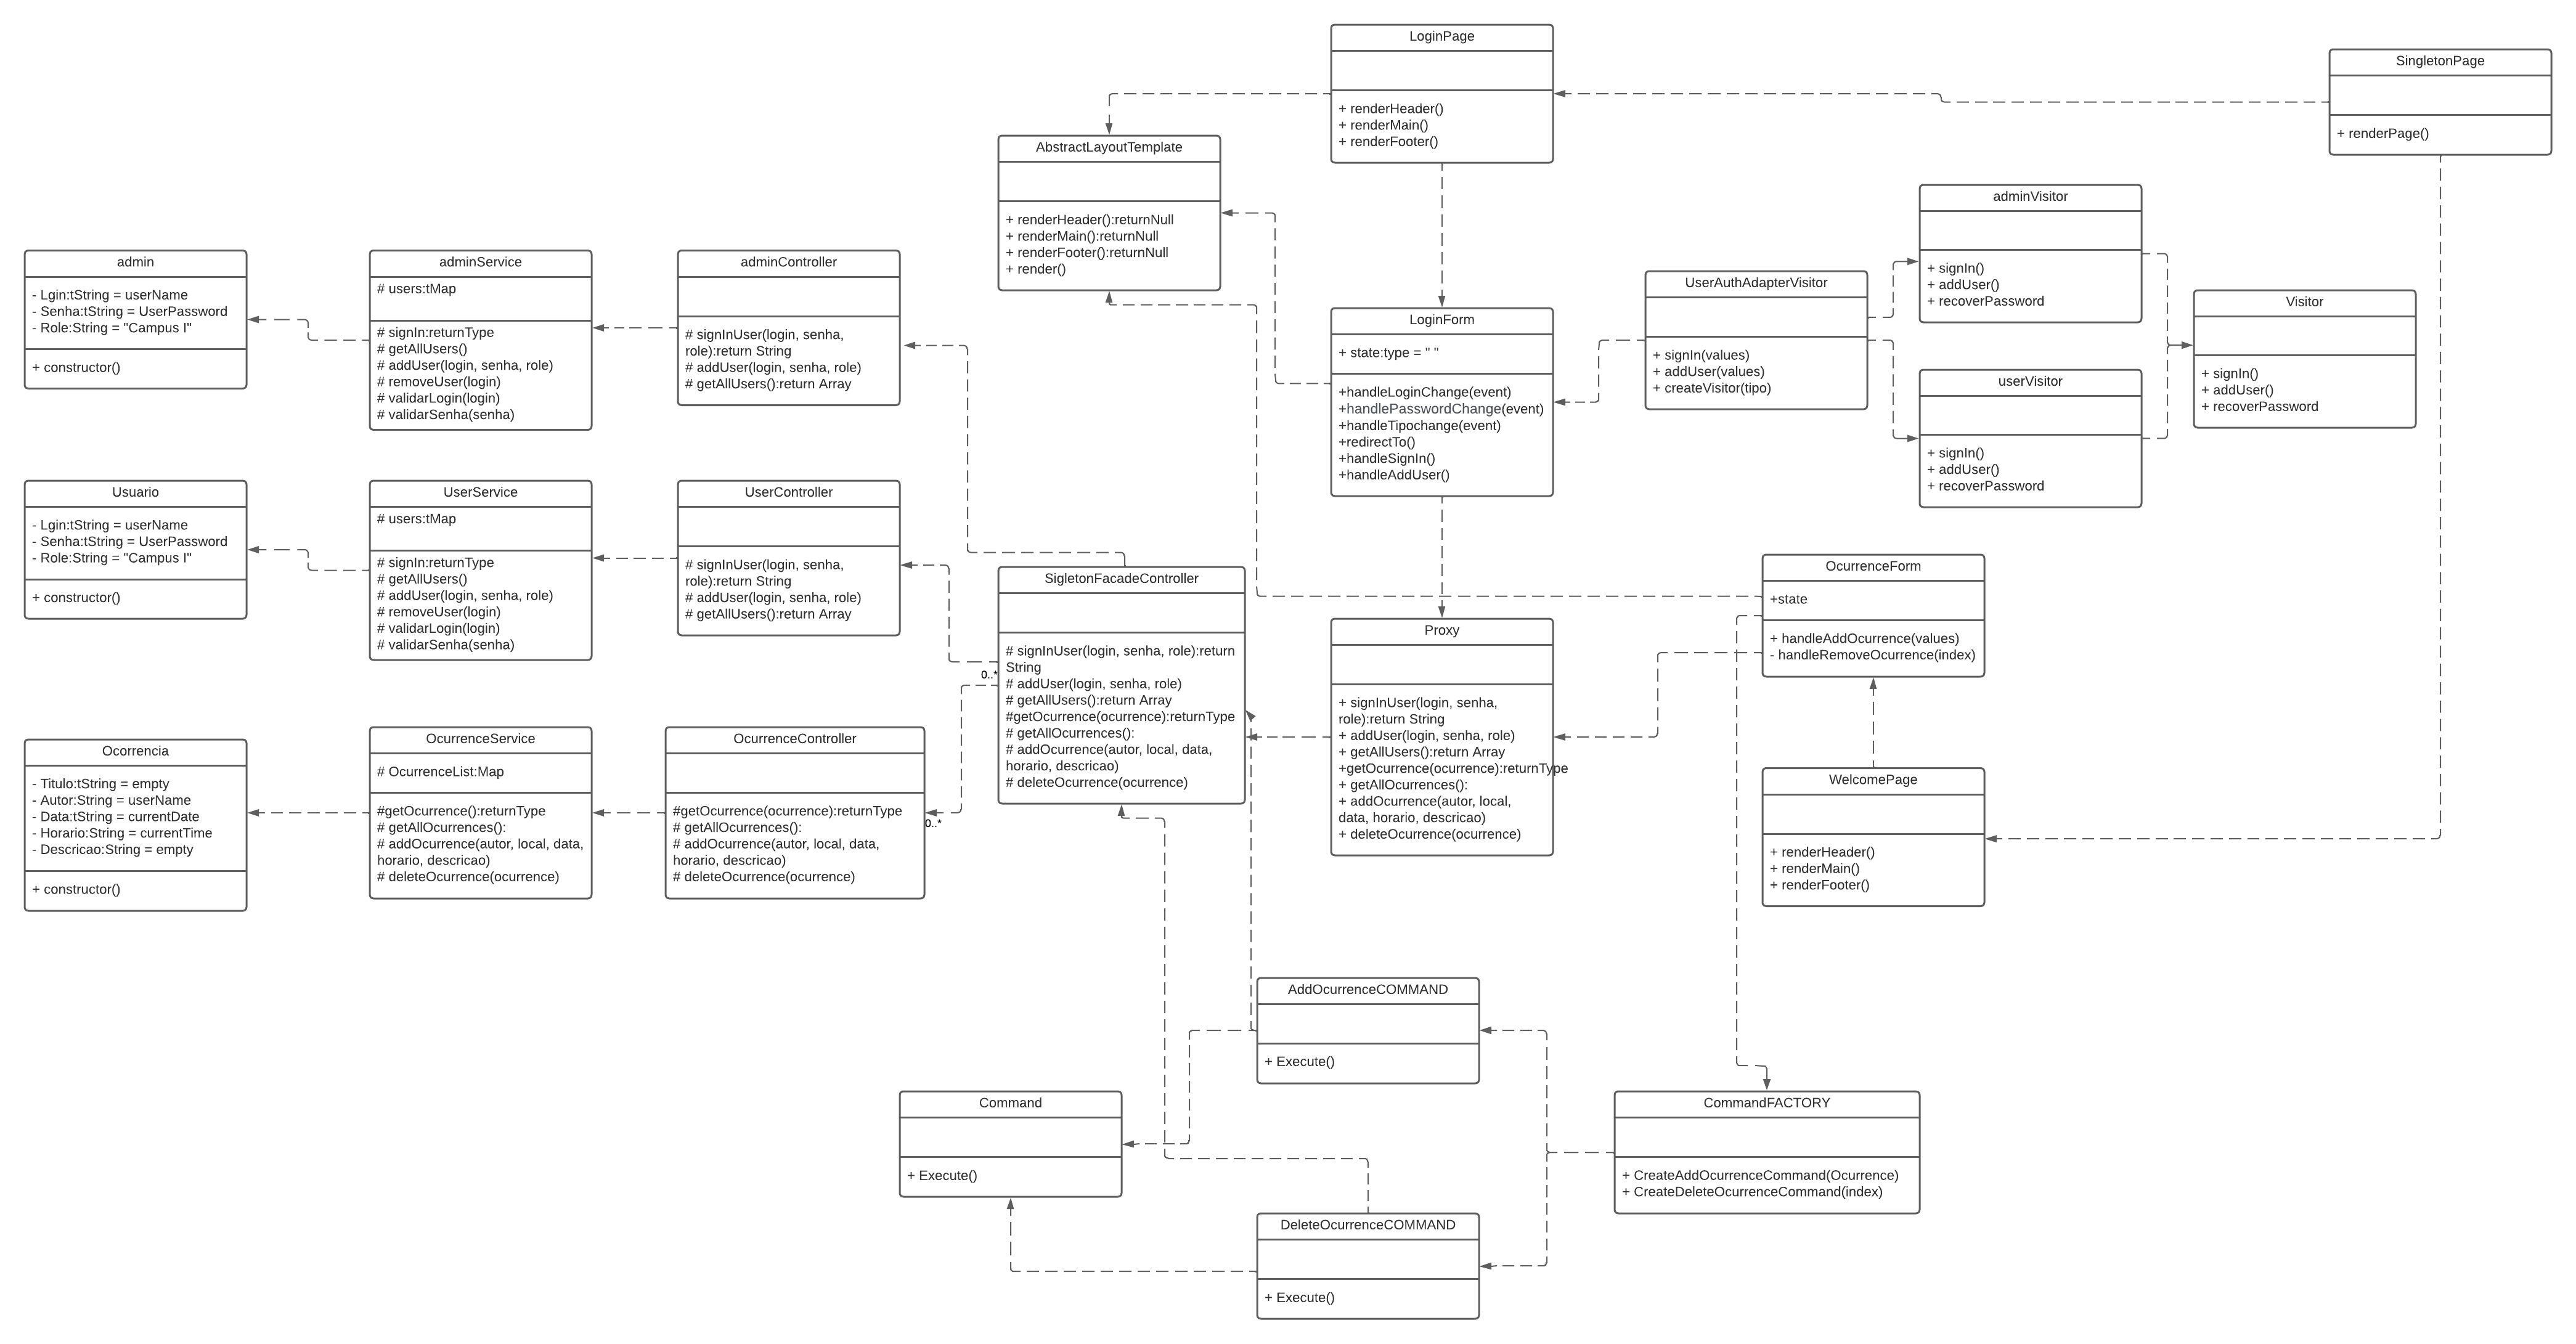 LoginPage
+ renderHeader()
+ renderMain()
+ renderFooter()
SingletonPage
+ renderPage()
AbstractLayoutTemplate
+ renderHeader():returnNull
+ renderMain():returnNull
+ renderFooter():returnNull
+ render()
adminVisitor
+ signIn()
+ addUser()
+ recoverPassword
admin
- Lgin:tString = userName
- Senha:tString = UserPassword
- Role:String = "Campus I"
+ constructor()
adminService
# users:tMap
# signIn:returnType
# getAllUsers()
# addUser(login, senha, role)
# removeUser(login)
# validarLogin(login)
# validarSenha(senha)
adminController
# signInUser(login, senha,
role):return String
# addUser(login, senha, role)
# getAllUsers():return Array
LoginForm
+ state:type = " "
+handleLoginChange(event)
+handlePasswordChange(event)
+handleTipochange(event)
+redirectTo()
+handleSignIn()
+handleAddUser()
UserAuthAdapterVisitor
+ signIn(values)
+ addUser(values)
+ createVisitor(tipo)
Visitor
+ signIn()
+ addUser()
+ recoverPassword
userVisitor
+ signIn()
+ addUser()
+ recoverPassword
Usuario
- Lgin:tString = userName
- Senha:tString = UserPassword
- Role:String = "Campus I"
+ constructor()
UserService
# users:tMap
# signIn:returnType
# getAllUsers()
# addUser(login, senha, role)
# removeUser(login)
# validarLogin(login)
# validarSenha(senha)
UserController
# signInUser(login, senha,
role):return String
# addUser(login, senha, role)
# getAllUsers():return Array
SigletonFacadeController
# signInUser(login, senha, role):return
String
# addUser(login, senha, role)
# getAllUsers():return Array
#getOcurrence(ocurrence):returnType
# getAllOcurrences():
# addOcurrence(autor, local, data,
horario, descricao)
# deleteOcurrence(ocurrence)
0..*
0..*
Proxy
+ signInUser(login, senha,
role):return String
+ addUser(login, senha, role)
+ getAllUsers():return Array
+getOcurrence(ocurrence):returnType
+ getAllOcurrences():
+ addOcurrence(autor, local,
data, horario, descricao)
+ deleteOcurrence(ocurrence)
OcurrenceForm
+state
+ handleAddOcurrence(values)
- handleRemoveOcurrence(index)
Ocorrencia
- Titulo:tString = empty
- Autor:String = userName
- Data:tString = currentDate
- Horario:String = currentTime
- Descricao:String = empty
+ constructor()
OcurrenceService
# OcurrenceList:Map
#getOcurrence():returnType
# getAllOcurrences():
# addOcurrence(autor, local, data,
horario, descricao)
# deleteOcurrence(ocurrence)
OcurrenceController
#getOcurrence(ocurrence):returnType
# getAllOcurrences():
# addOcurrence(autor, local, data,
horario, descricao)
# deleteOcurrence(ocurrence)
WelcomePage
+ renderHeader()
+ renderMain()
+ renderFooter()
AddOcurrenceCOMMAND
+ Execute()
Command
+ Execute()
CommandFACTORY
+ CreateAddOcurrenceCommand(Ocurrence)
+ CreateDeleteOcurrenceCommand(index)
DeleteOcurrenceCOMMAND
+ Execute()